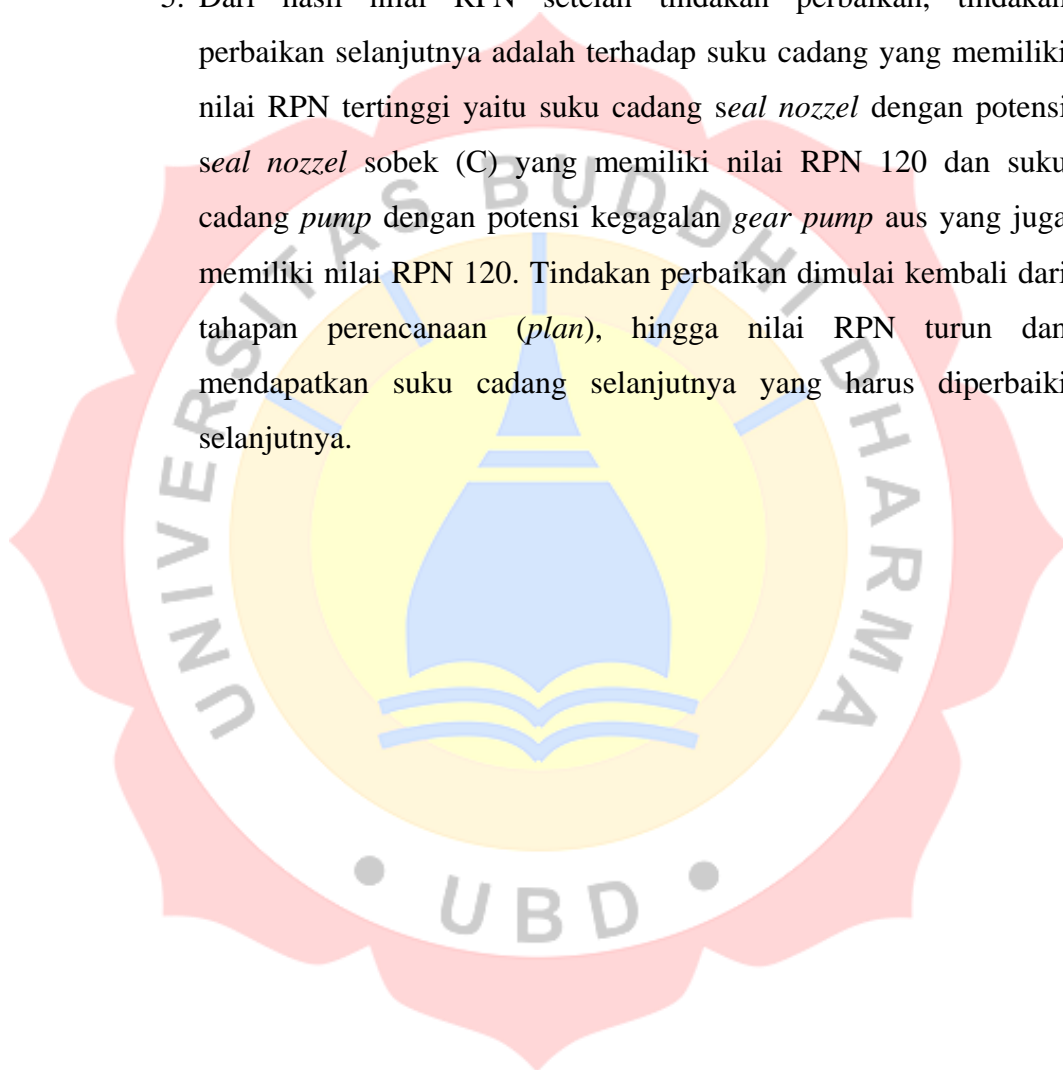 Dari hasil nilai RPN setelah tindakan perbaikan, tindakan
perbaikan selanjutnya adalah terhadap suku cadang yang memiliki
nilai RPN tertinggi yaitu suku cadang seal nozzel dengan potensi
seal nozzel sobek (C) yang memiliki nilai RPN 120 dan suku
cadang pump dengan potensi kegagalan gear pump aus yang juga
memiliki nilai RPN 120. Tindakan perbaikan dimulai kembali dari
tahapan perencanaan (plan), hingga nilai RPN turun dan
mendapatkan suku cadang selanjutnya yang harus diperbaiki
selanjutnya.
UNIVERSITAS BUDDHI DHARMA
• UBD •